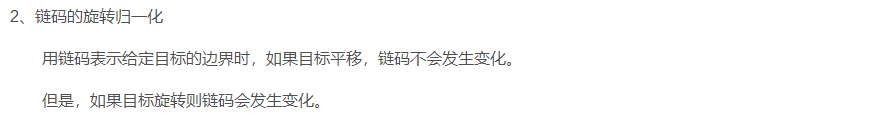 2、链码的旋转归一化
用链码表示给定目标的边界时，如果目标平移，链码不会发生变化。
但是，如果目标旋转则链码会发生变化。